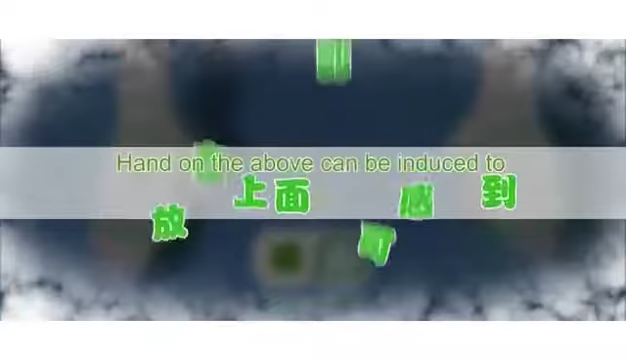 Hand on the above can be induced to
放上面感到